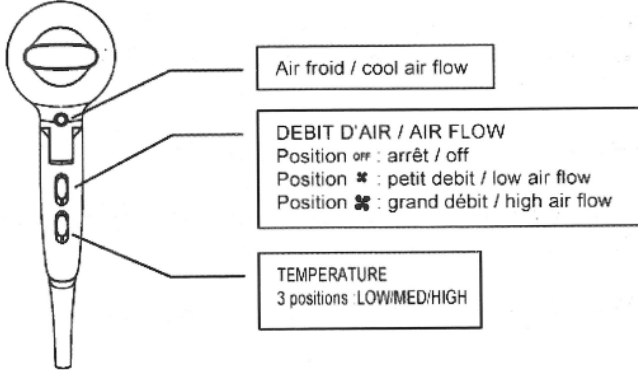 Air froid / cool air flow
DEBIT D'AIR / AIR FLOW
Position OFF : arrêt / off
Position : petit debit / low air flow
Position : grand débit / high air flow
TEMPERATURE
3 positions :LOW/MED/HIGH